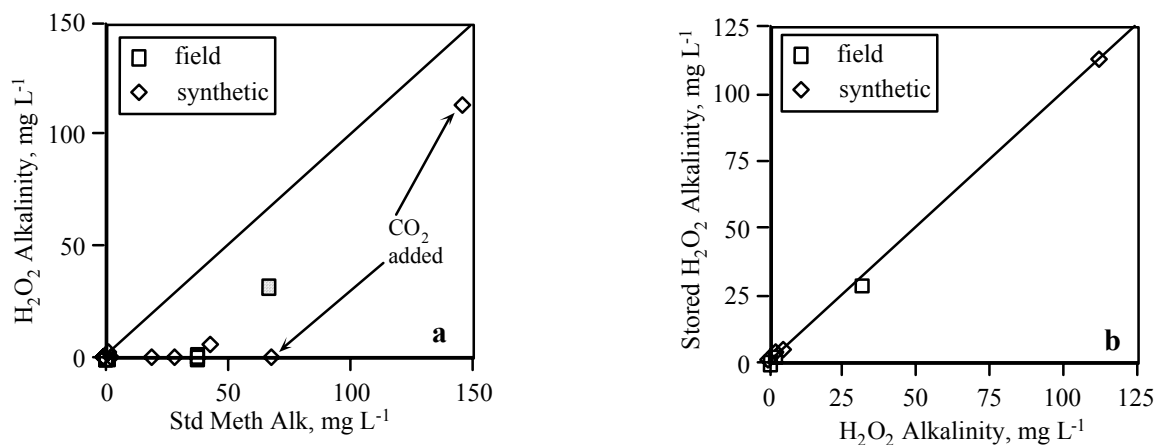 150
100
50
0
H₂O₂ Alkalinity, mg L⁻¹
field
synthetic
CO₂
added
a
0
50
100
150
Std Meth Alk, mg L⁻¹
125
100
75
50
25
0
Stored H₂O₂ Alkalinity, mg L⁻¹
field
synthetic
b
0
25
50
75
100
125
H₂O₂ Alkalinity, mg L⁻¹